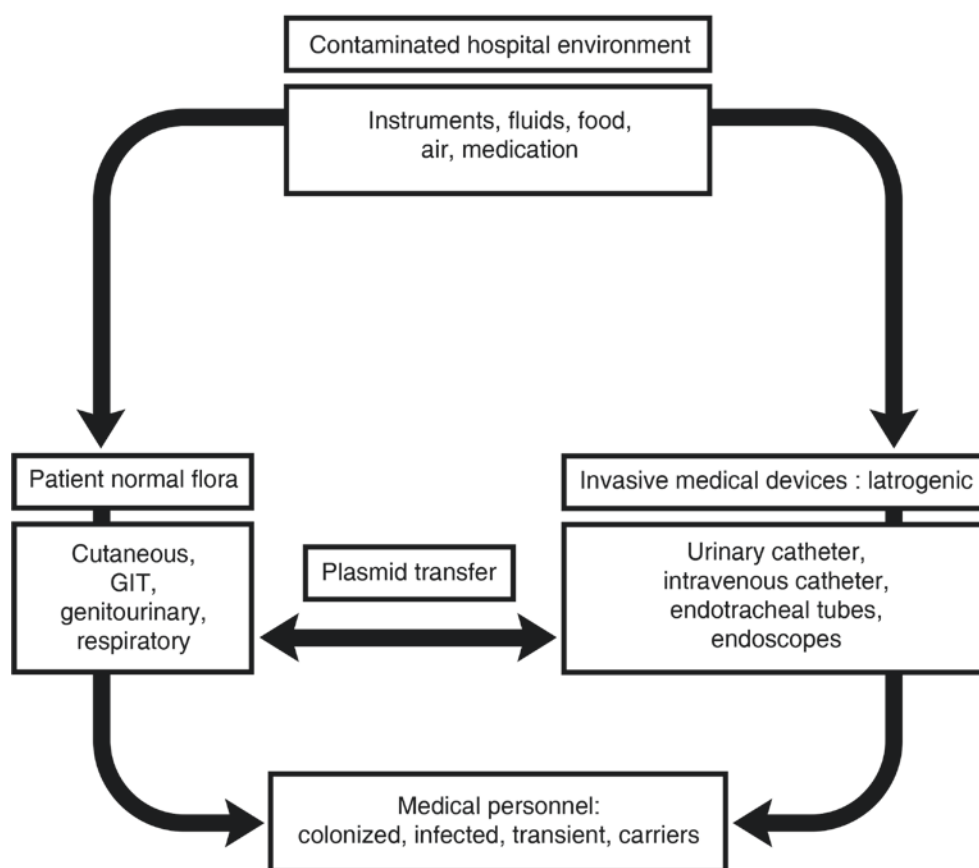 Contaminated hospital environment
Instruments, fluids, food,
air, medication
Patient normal flora
Cutaneous,
GIT,
genitourinary,
respiratory
Plasmid transfer
Invasive medical devices : Iatrogenic
Urinary catheter,
intravenous catheter,
endotracheal tubes,
endoscopes
Medical personnel:
colonized, infected, transient, carriers